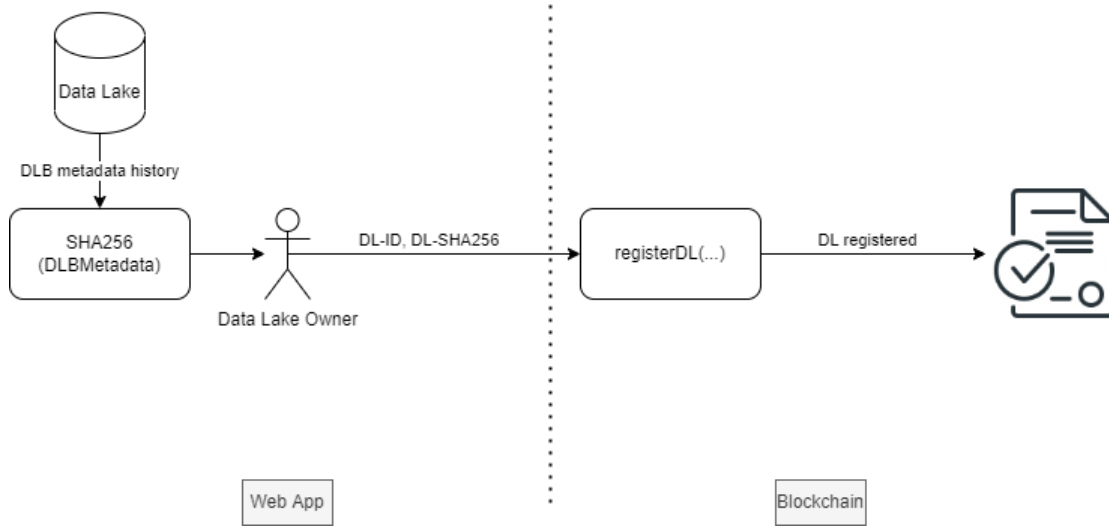 Data Lake
DLB metadata history
SHA256
(DLBMetadata)
Data Lake Owner
DL-ID, DL-SHA256
registerDL(...)
DL registered
Web App
Blockchain